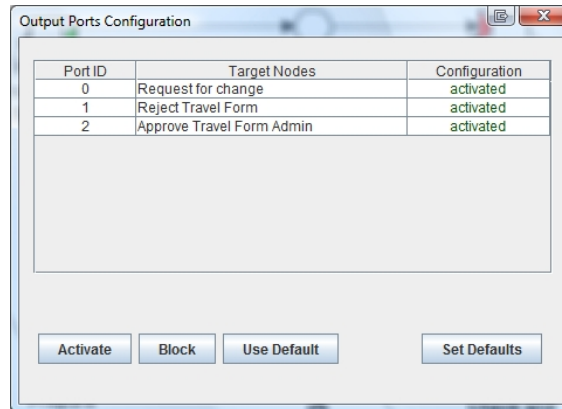 Output Ports Configuration
Port ID Target Nodes Configuration
0 Request for change activated
1 Reject Travel Form activated
2 Approve Travel Form Admin activated
Activate Block Use Default Set Defaults